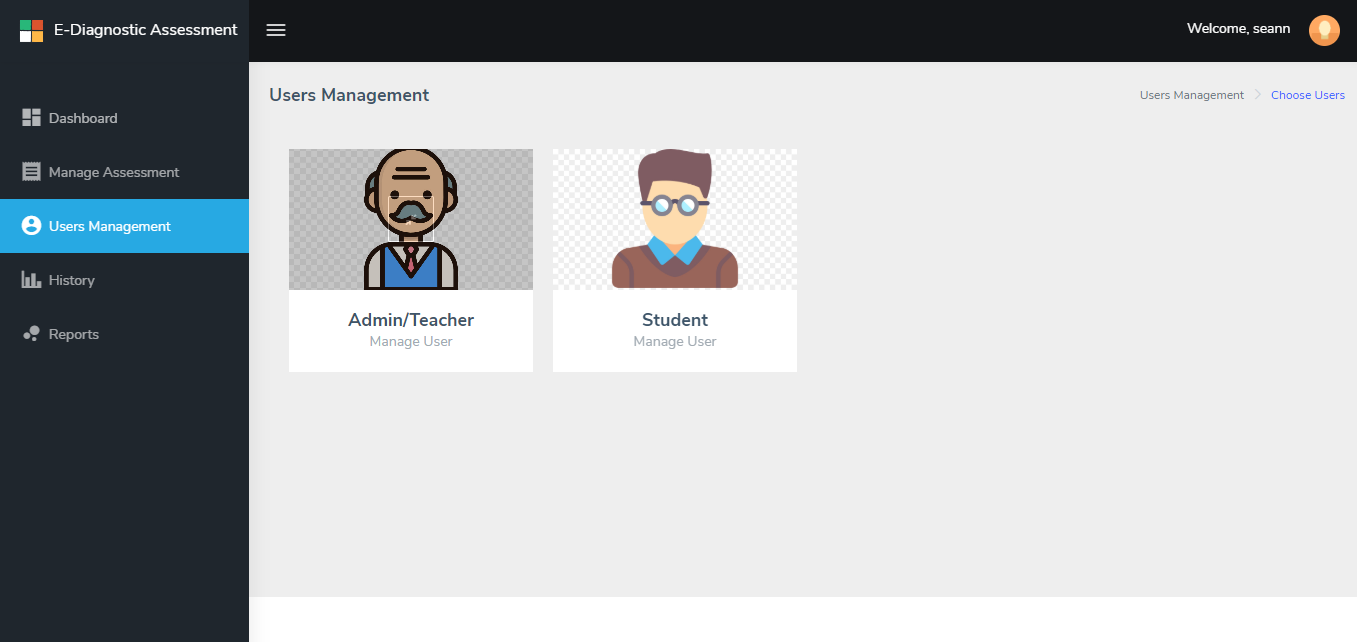 E-Diagnostic Assessment
Welcome, seann
Dashboard
Manage Assessment
Users Management
History
Reports
Users Management
Users Management > Choose Users
Admin/Teacher
Manage User
Student
Manage User